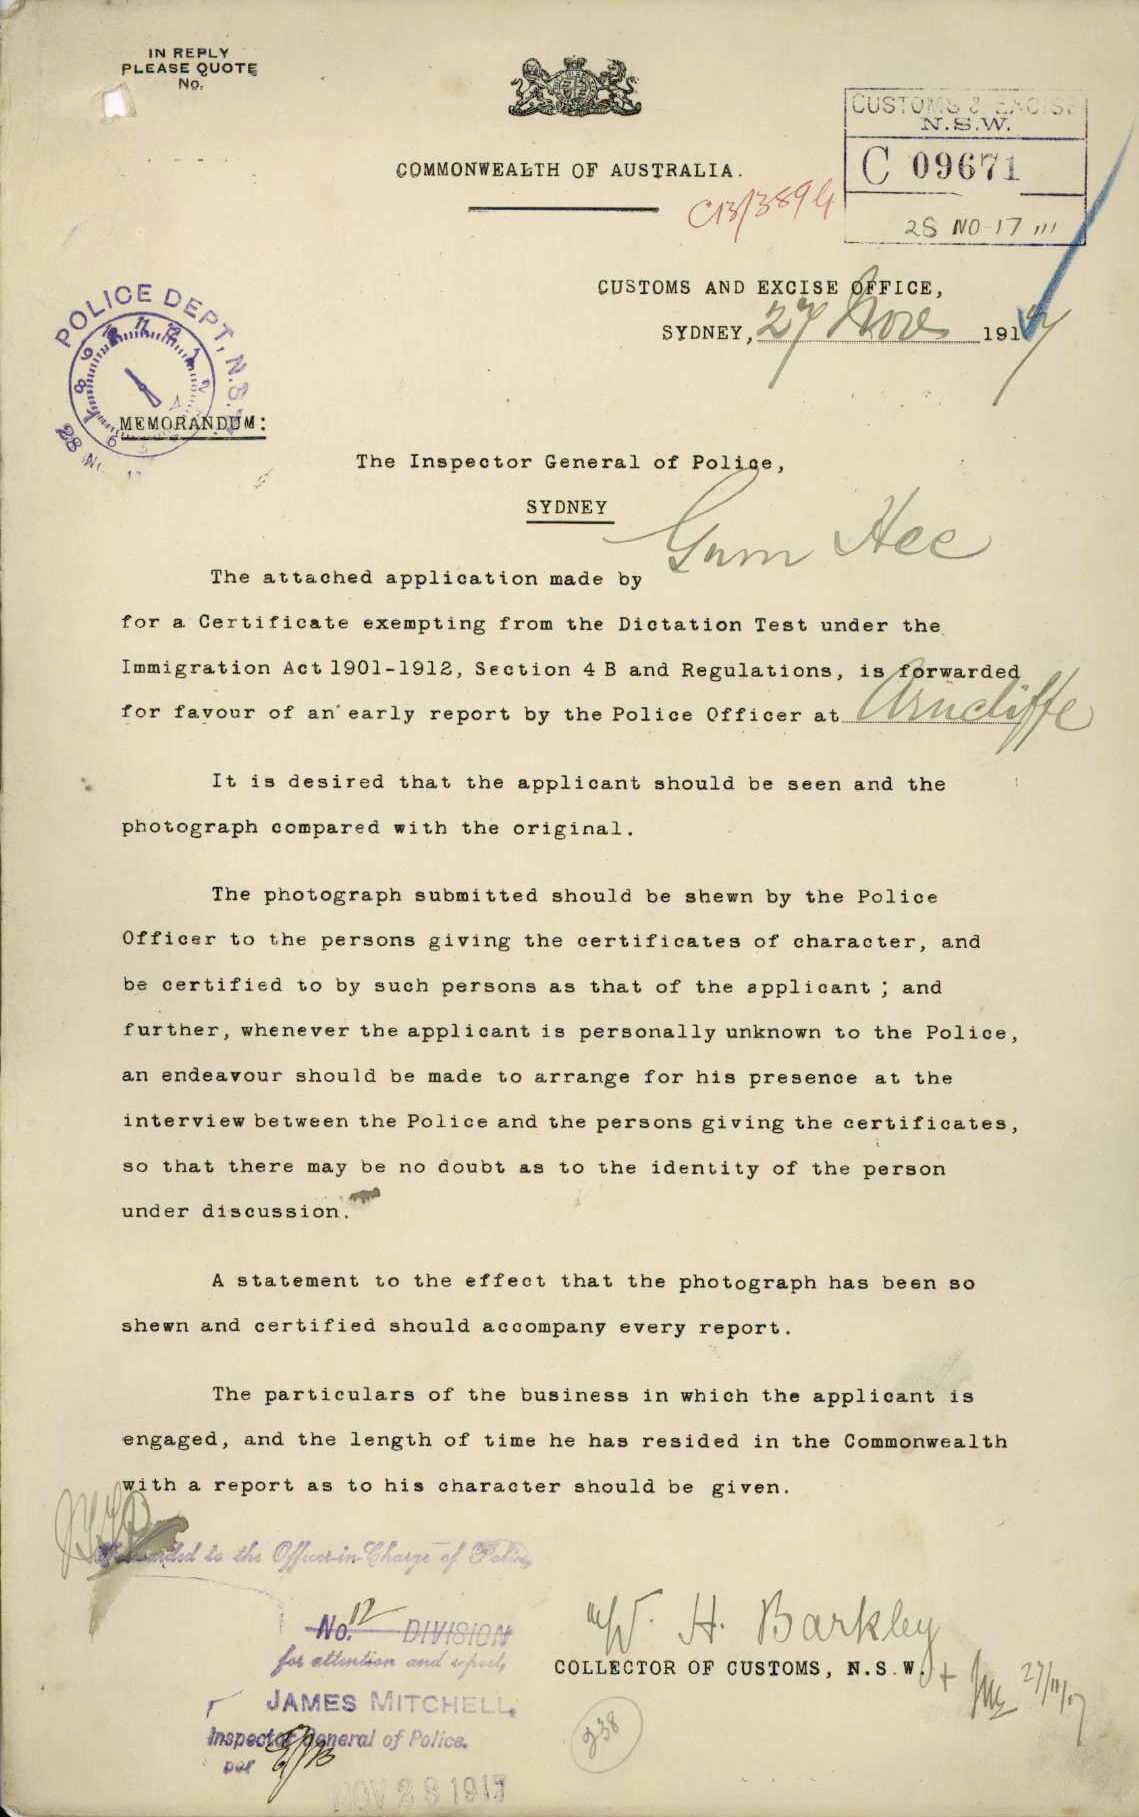 IN REPLY
PLEASE QUOTE
No.
COMMONWEALTH OF AUSTRALIA.
C13/3894
CUSTOMS & EXCISE
N.S.W.
C 09671
28 NO 17
CUSTOMS AND EXCISE OFFICE,
SYDNEY, 27 Nov 1917
POLICE DEPT, N.S.W.
28
MEMORANDUM:
The Inspector General of Police,
SYDNEY
The attached application made by Gum Hee
for a Certificate exempting from the Dictation Test under the
Immigration Act 1901-1912, Section 4 B and Regulations, is forwarded
for favour of an early report by the Police Officer at Arncliffe
It is desired that the applicant should be seen and the
photograph compared with the original.
The photograph submitted should be shewn by the Police
Officer to the persons giving the certificates of character, and
be certified to by such persons as that of the applicant ; and
further, whenever the applicant is personally unknown to the Police,
an endeavour should be made to arrange for his presence at the
interview between the Police and the persons giving the certificates,
so that there may be no doubt as to the identity of the person
under discussion.
A statement to the effect that the photograph has been so
shewn and certified should accompany every report.
The particulars of the business in which the applicant is
engaged, and the length of time he has resided in the Commonwealth
with a report as to his character should be given.
Forwarded to the Officer-in-Charge of Police,
No. 12 DIVISION
for attention and report,
JAMES MITCHELL,
Inspector General of Police.
per
NOV 28 1917
W. H. Barkley
COLLECTOR OF CUSTOMS, N.S.W.
27/11/17
338